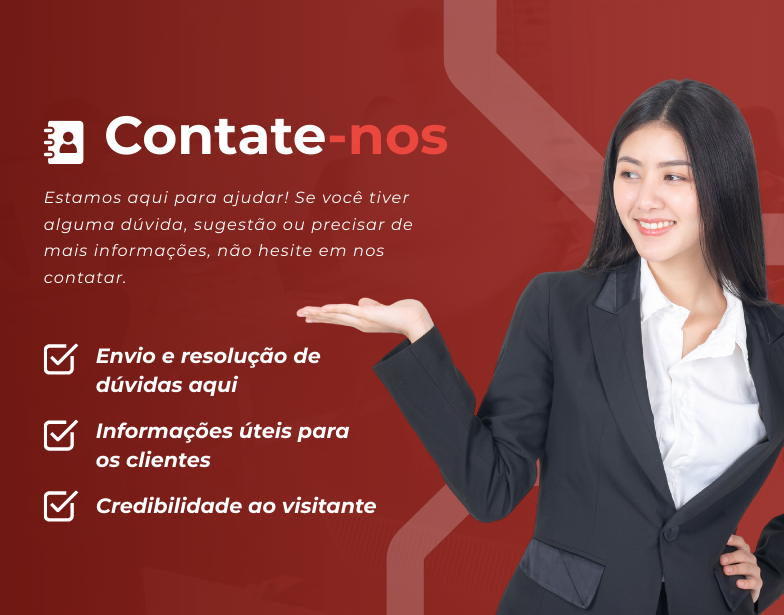 Contate-nos
Estamos aqui para ajudar! Se você tiver
alguma dúvida, sugestão ou precisar de
mais informações, não hesite em nos
contatar.
Envio e resolução de
dúvidas aqui
Informações úteis para
os clientes
Credibilidade ao visitante